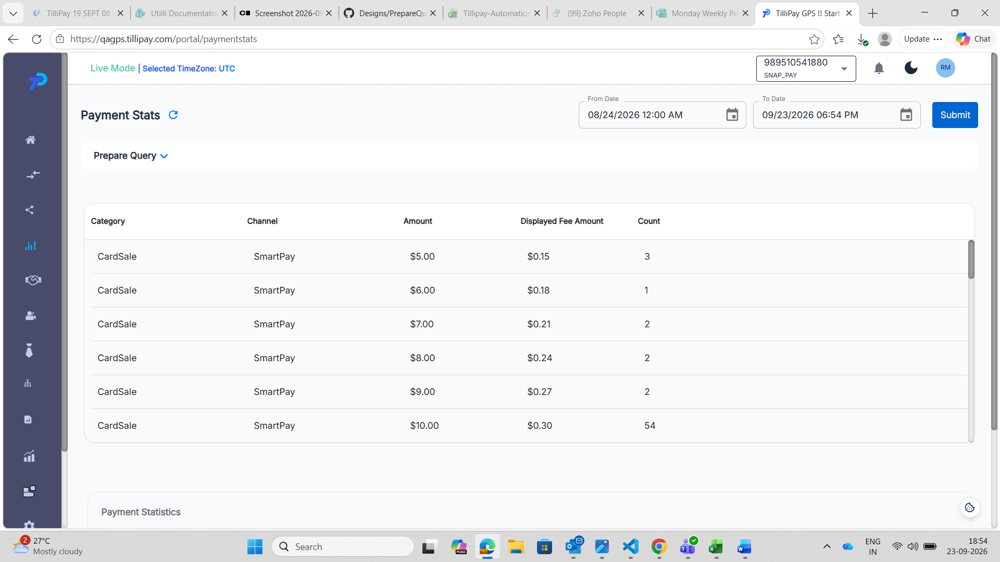 TilliPay 19 SEPT 08
Utilli Documentatio
Screenshot 2026-09
Designs/PrepareQu
Tillipay-Automation
(99) Zoho People
Monday Weekly Per
TilliPay GPS !! Start
https://qagps.tillipay.com/portal/paymentstats
Update
Chat
Live Mode | Selected TimeZone: UTC
989510541880
SNAP_PAY
RM
Payment Stats
From Date
08/24/2026 12:00 AM
To Date
09/23/2026 06:54 PM
Submit
Prepare Query
Category Channel Amount Displayed Fee Amount Count
CardSale SmartPay $5.00 $0.15 3
CardSale SmartPay $6.00 $0.18 1
CardSale SmartPay $7.00 $0.21 2
CardSale SmartPay $8.00 $0.24 2
CardSale SmartPay $9.00 $0.27 2
CardSale SmartPay $10.00 $0.30 54
Payment Statistics
2
27°C
Mostly cloudy
Search
M365
ENG
IN
18:54
23-09-2026